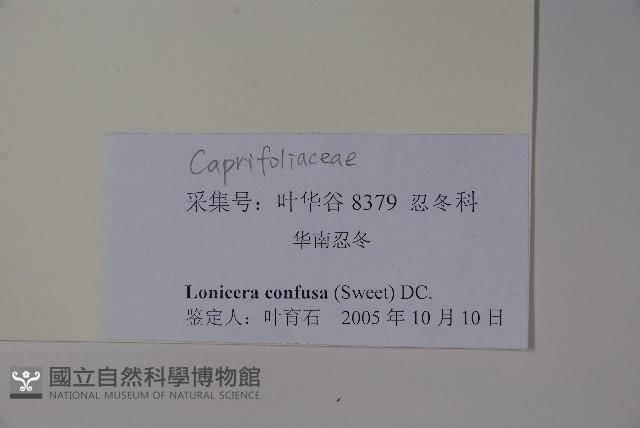 Caprifoliaceae
采集号：叶华谷 8379 忍冬科
华南忍冬
Lonicera confusa (Sweet) DC.
鉴定人：叶育石 2005 年 10 月 10 日
國立自然科學博物館
NATIONAL MUSEUM OF NATURAL SCIENCE